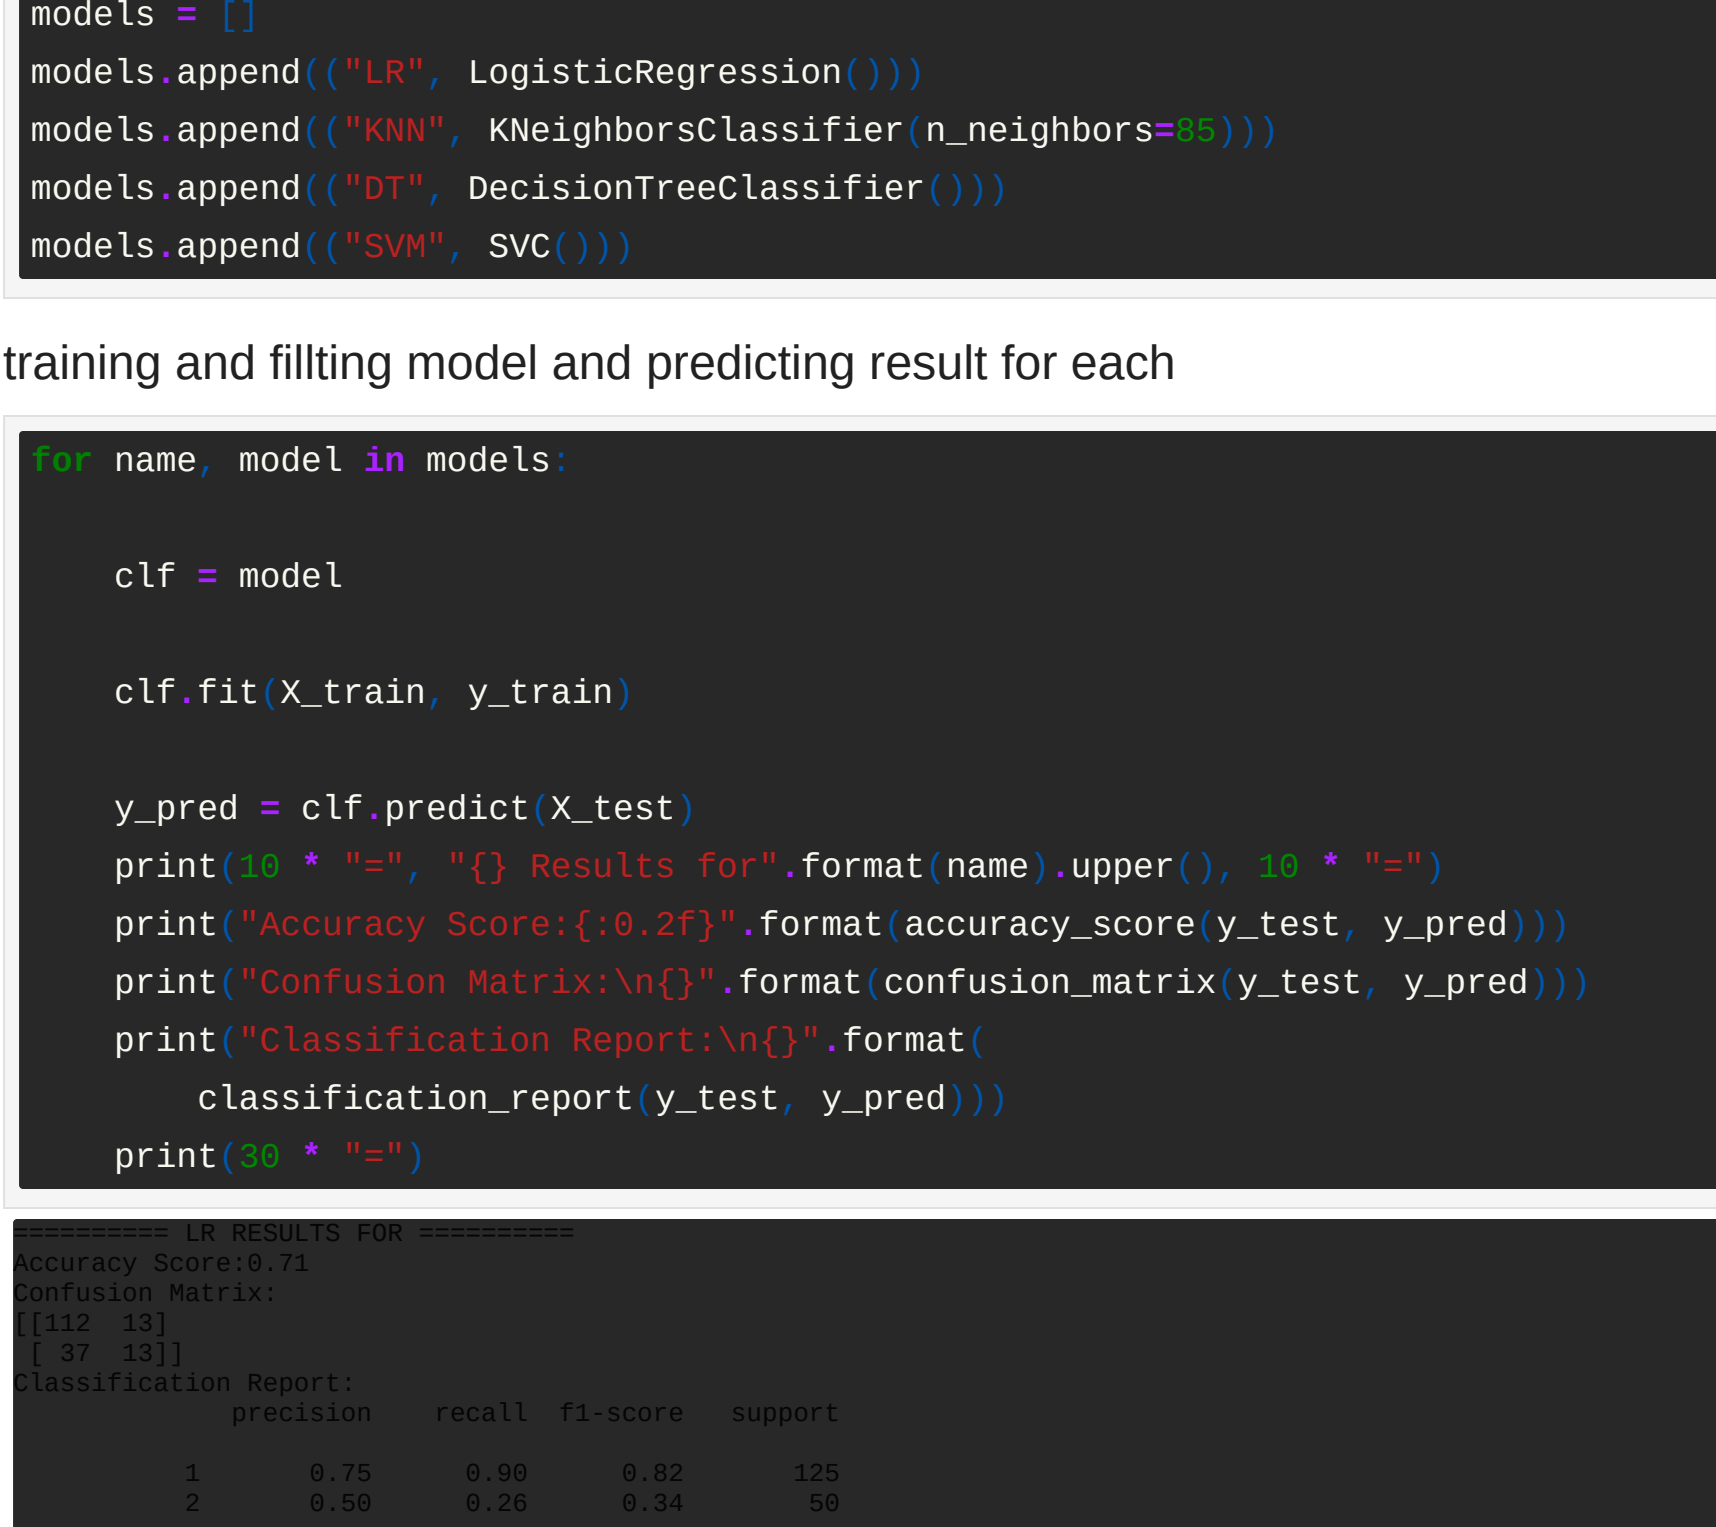 models = []
models.append(("LR", LogisticRegression()))
models.append(("KNN", KNeighborsClassifier(n_neighbors=85)))
models.append(("DT", DecisionTreeClassifier()))
models.append(("SVM", SVC()))
training and fillting model and predicting result for each
for name, model in models:
    clf = model
    clf.fit(X_train, y_train)
    y_pred = clf.predict(X_test)
    print(10 * "=", "{} Results for".format(name).upper(), 10 * "=")
    print("Accuracy Score:{:0.2f}".format(accuracy_score(y_test, y_pred)))
    print("Confusion Matrix:\n{}".format(confusion_matrix(y_test, y_pred)))
    print("Classification Report:\n{}".format(
        classification_report(y_test, y_pred)))
    print(30 * "=")
========== LR RESULTS FOR ==========
Accuracy Score:0.71
Confusion Matrix:
[[112  13]
 [ 37  13]]
Classification Report:
              precision    recall  f1-score   support
           1       0.75      0.90      0.82       125
           2       0.50      0.26      0.34        50